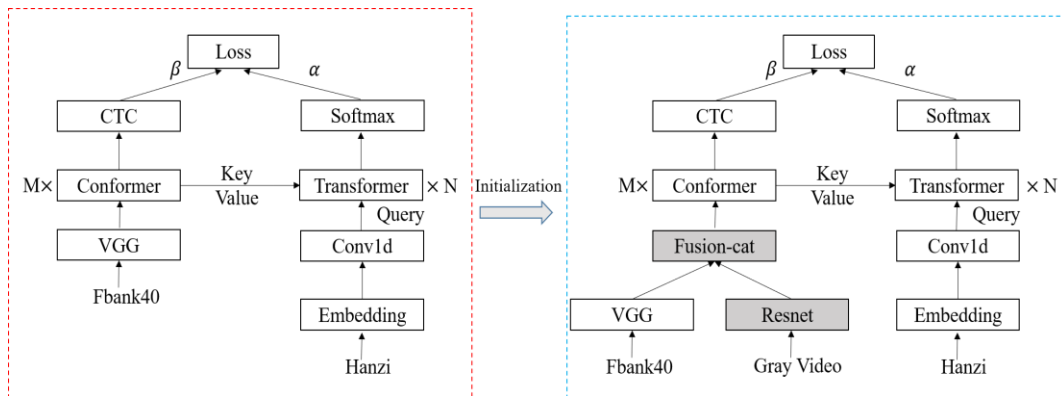 Loss
β
α
CTC
Softmax
M×
Conformer
Key
Value
Transformer
× N
Query
VGG
Conv1d
Fbank40
Embedding
Hanzi
Initialization
Loss
β
α
CTC
Softmax
M×
Conformer
Key
Value
Transformer
× N
Query
Fusion-cat
Conv1d
VGG
Resnet
Embedding
Fbank40
Gray Video
Hanzi